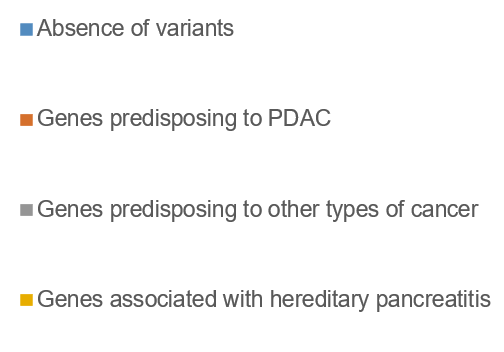 Absence of variants
Genes predisposing to PDAC
Genes predisposing to other types of cancer
Genes associated with hereditary pancreatitis